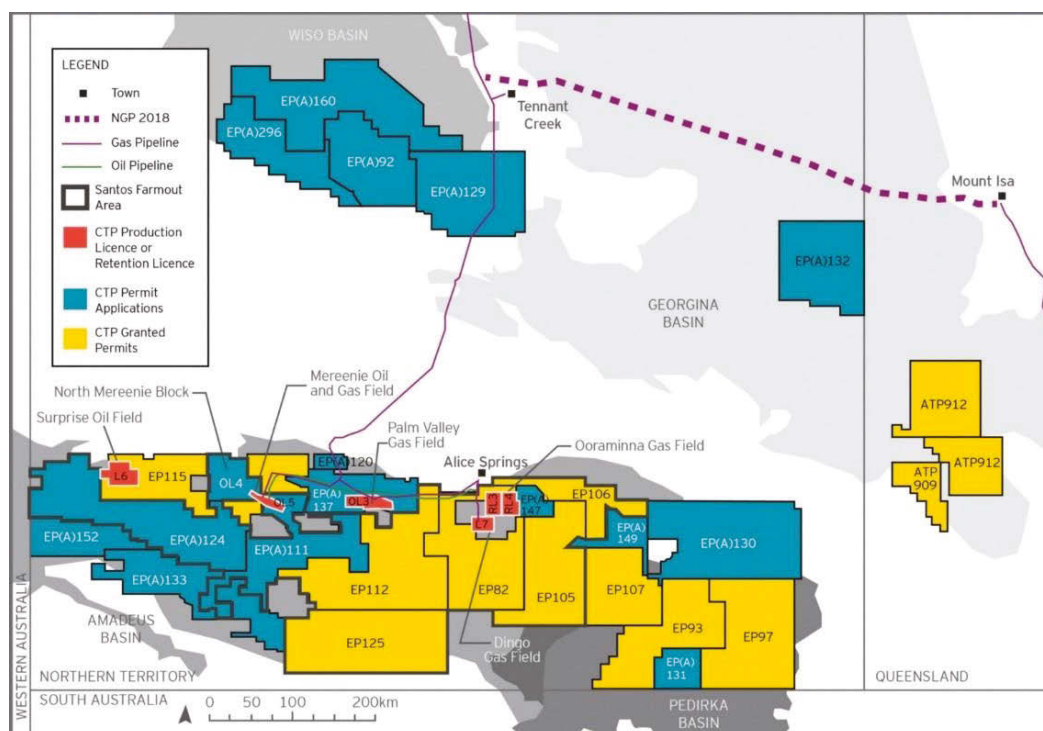 WISO BASIN
LEGEND
Town
NGP 2018
Gas Pipeline
Oil Pipeline
Santos Farmout
Area
CTP Production
Licence or
Retention Licence
CTP Permit
Applications
CTP Granted
Permits
EP(A)160
EP(A)296
EP(A)92
EP(A)129
Tennant
Creek
Mount Isa
EP(A)132
GEORGINA
BASIN
North Mereenie Block
Surprise Oil Field
Mereenie Oil
and Gas Field
Palm Valley
Gas Field
Ooraminna Gas Field
Alice Springs
ATP912
ATP912
ATP
909
L6
EP115
OL4
OL5
EP(A)120
EP(A)
137
OL3
RL3
RL4
EP(A)
147
L7
EP106
EP(A)
149
EP(A)130
EP(A)152
EP(A)124
EP(A)111
EP(A)133
EP112
EP82
EP105
EP107
EP125
EP93
EP97
EP(A)
131
Dingo
Gas Field
AMADEUS
BASIN
WESTERN AUSTRALIA
NORTHERN TERRITORY
SOUTH AUSTRALIA
QUEENSLAND
PEDIRKA
BASIN
0 50 100 200km